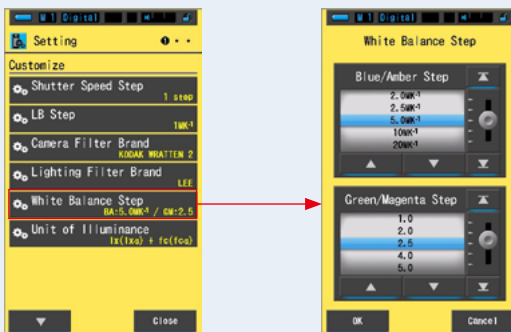 M 1 Digital
Setting
Customize
Shutter Speed Step
1 step
LB Step
1MK-¹
Camera Filter Brand
KODAK WRATTEN 2
Lighting Filter Brand
LEE
White Balance Step
BA:5.0MK-¹ / GM:2.5
Unit of Illuminance
lx(lxs) + fc(fcs)
Close
M 1 Digital
White Balance Step
Blue/Amber Step
2.0MK-¹
2.5MK-¹
5.0MK-¹
10MK-¹
20MK-¹
Green/Magenta Step
1.0
2.0
2.5
4.0
5.0
OK
Cancel